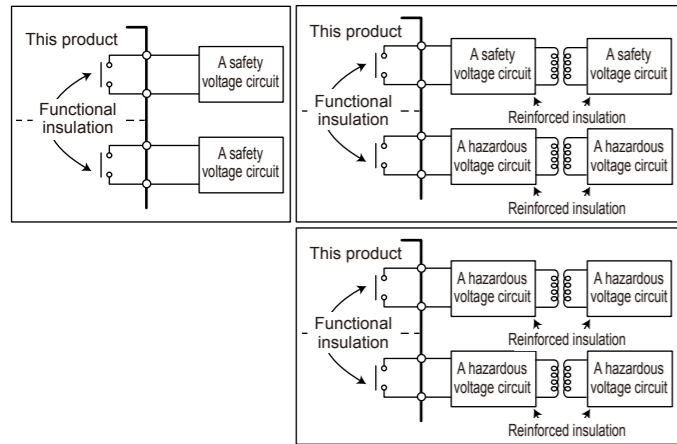 This product
A safety
voltage circuit
Functional
insulation
A safety
voltage circuit
This product
A safety
voltage circuit
A safety
voltage circuit
Functional
insulation
Reinforced insulation
A hazardous
voltage circuit
A hazardous
voltage circuit
Reinforced insulation
This product
A hazardous
voltage circuit
A hazardous
voltage circuit
Functional
insulation
Reinforced insulation
A hazardous
voltage circuit
A hazardous
voltage circuit
Reinforced insulation